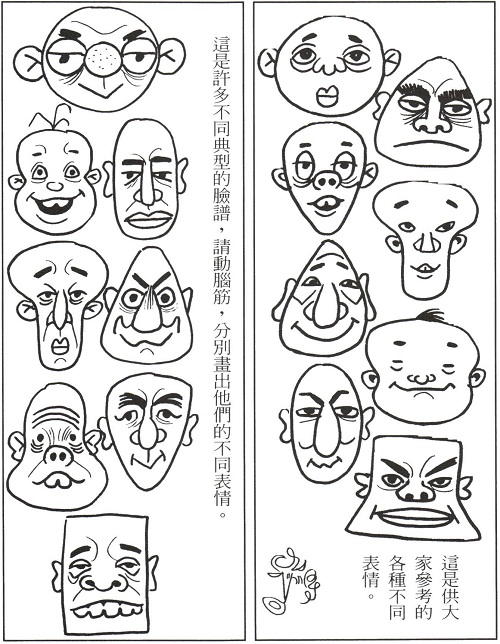 這是供大
家參考的
各種不同
表情。
這是許多不同典型的臉譜，請動腦筋，分別畫出他們的不同表情。